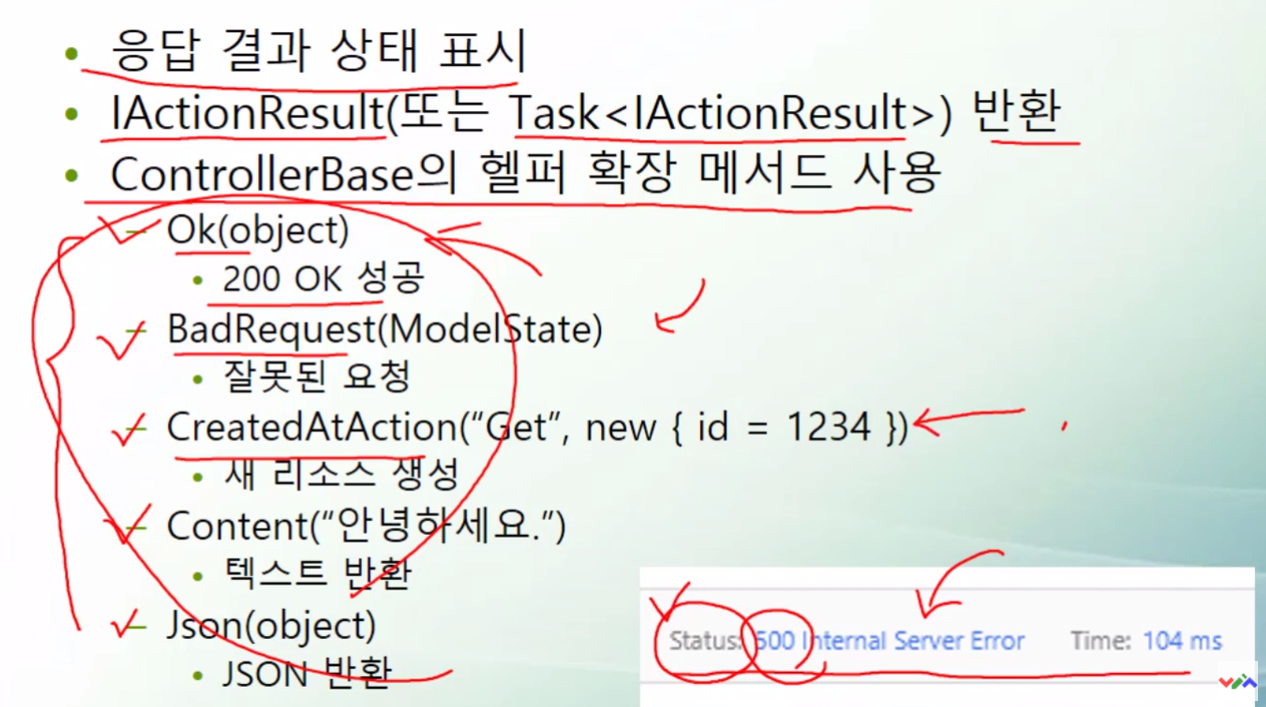 응답 결과 상태 표시
IActionResult(또는 Task<IActionResult>) 반환
ControllerBase의 헬퍼 확장 메서드 사용
– Ok(object)
200 OK 성공
– BadRequest(ModelState)
잘못된 요청
– CreatedAtAction(“Get”, new { id = 1234 })
새 리소스 생성
– Content(“안녕하세요.”)
텍스트 반환
– Json(object)
JSON 반환
Status: 500 Internal Server Error Time: 104 ms